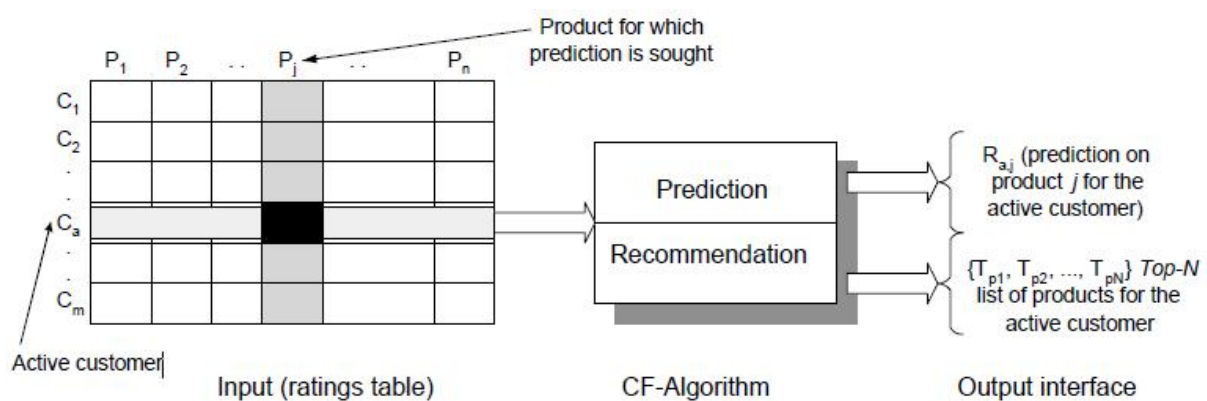 Product for which
prediction is sought
P1 P2 . . Pj . . Pn
C1
C2
.
.
Ca
.
.
Cm
Active customer
Prediction
Recommendation
Ra,j (prediction on
product j for the
active customer)
{Tp1, Tp2, ..., TpN} Top-N
list of products for the
active customer
Input (ratings table)
CF-Algorithm
Output interface